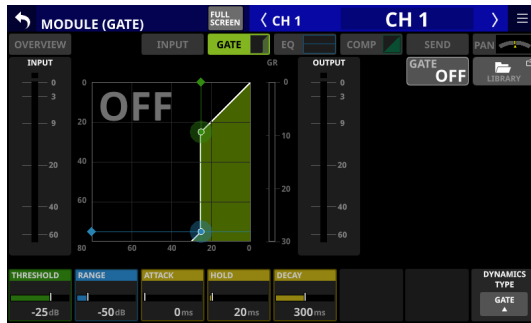 MODULE (GATE)
FULL
SCREEN
CH 1
CH 1
OVERVIEW
INPUT
GATE
EQ
COMP
SEND
PAN
INPUT
GR
OUTPUT
GATE
OFF
LIBRARY
OFF
0
3
9
20
40
60
0
20
40
60
80
60
40
20
0
0
10
20
30
0
3
9
20
40
60
THRESHOLD
RANGE
ATTACK
HOLD
DECAY
DYNAMICS
TYPE
GATE
-25dB
-50dB
0ms
20ms
300ms